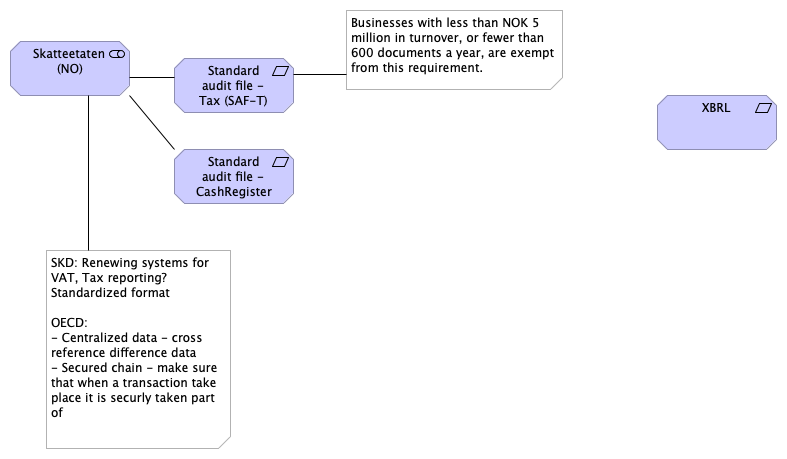 Skatteetaten
(NO)
Standard
audit file –
Tax (SAF-T)
Businesses with less than NOK 5
million in turnover, or fewer than
600 documents a year, are exempt
from this requirement.
XBRL
Standard
audit file –
CashRegister
SKD: Renewing systems for
VAT, Tax reporting?
Standardized format
OECD:
– Centralized data – cross
reference difference data
– Secured chain – make sure
that when a transaction take
place it is securly taken part
of